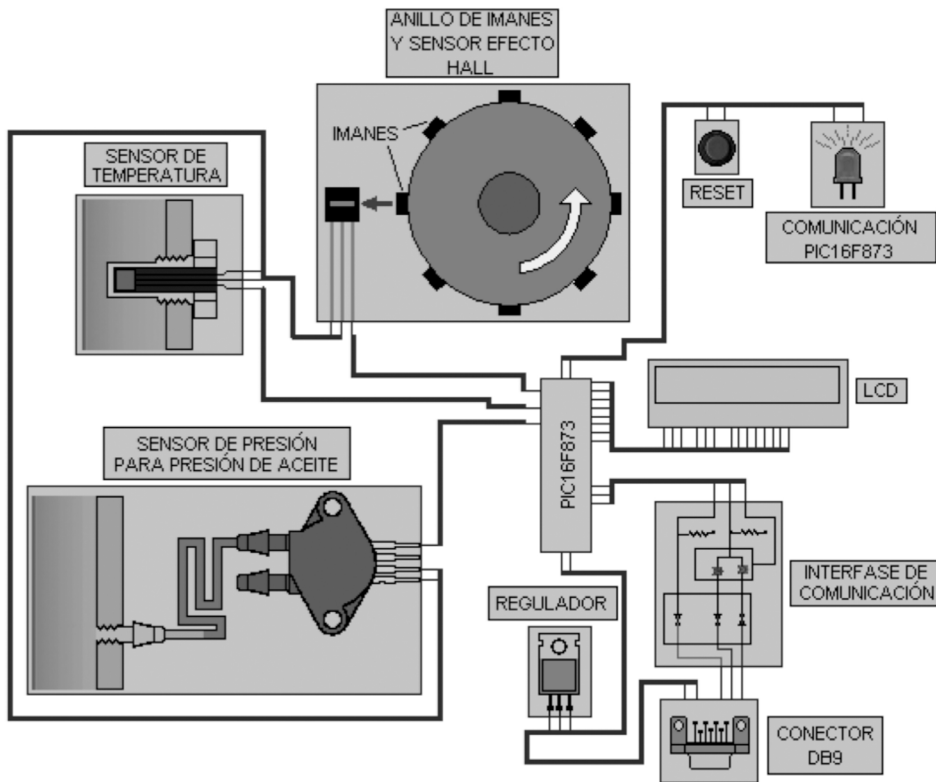 ANILLO DE IMANES
Y SENSOR EFECTO
HALL
IMANES
SENSOR DE
TEMPERATURA
RESET
COMUNICACIÓN
PIC16F873
LCD
SENSOR DE PRESIÓN
PARA PRESIÓN DE ACEITE
PIC16F873
REGULADOR
INTERFASE DE
COMUNICACIÓN
CONECTOR
DB9